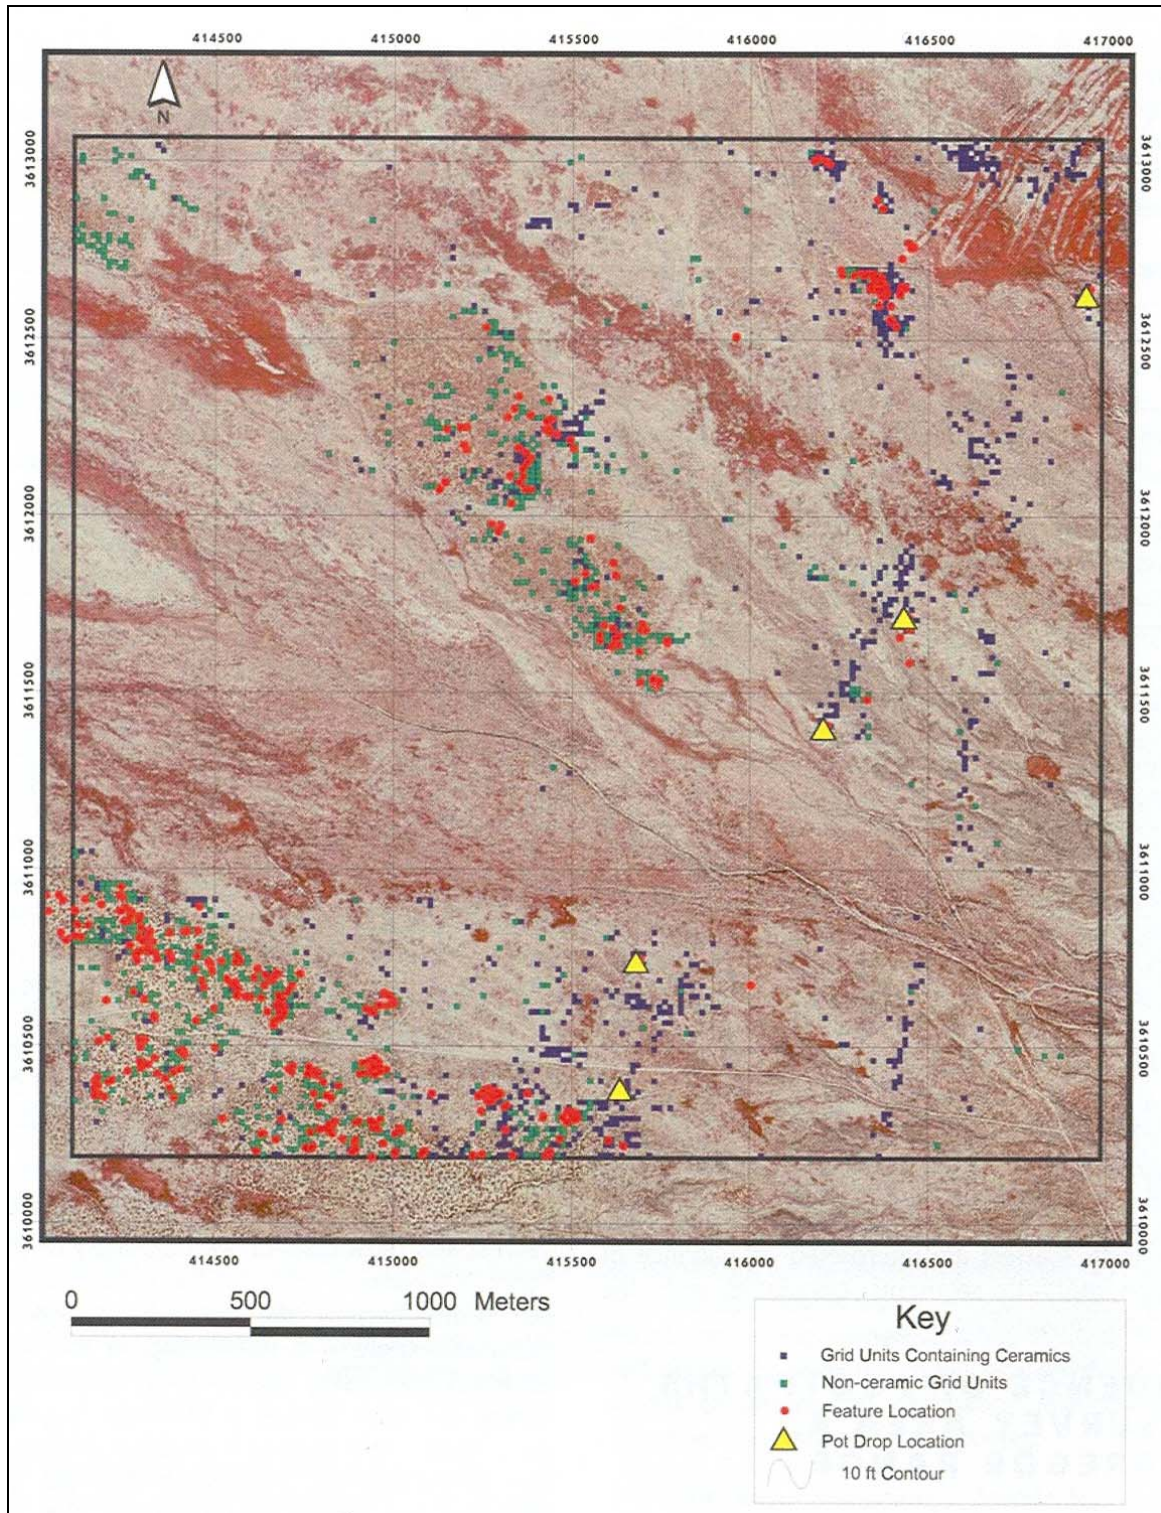 414500 415000 415500 416000 416500 417000
N
3613000 3613000
3612500 3612500
3612000 3612000
3611500 3611500
3611000 3611000
3610500 3610500
3610000 3610000
414500 415000 415500 416000 416500 417000
0 500 1000 Meters
Key
Grid Units Containing Ceramics
Non-ceramic Grid Units
Feature Location
Pot Drop Location
10 ft Contour